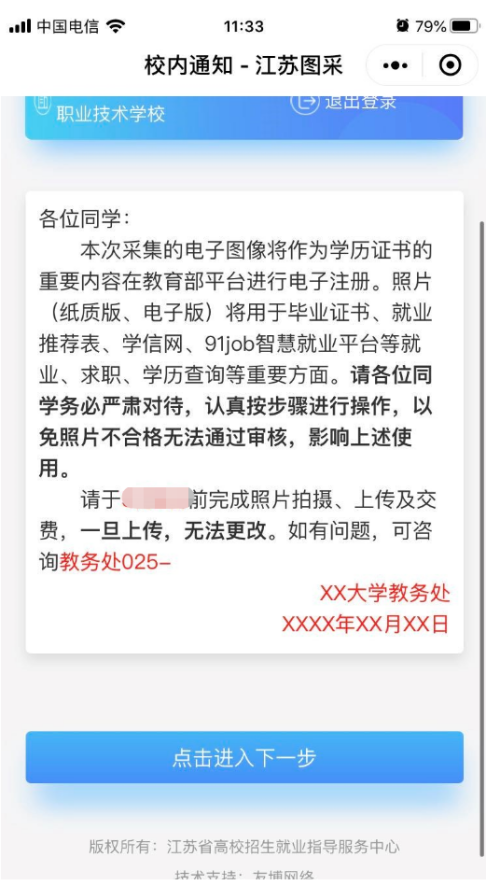 中国电信
11:33
79%
校内通知 - 江苏图采
职业技术学校
退出登录
各位同学:
本次采集的电子图像将作为学历证书的
重要内容在教育部平台进行电子注册。照片
（纸质版、电子版）将用于毕业证书、就业
推荐表、学信网、91job智慧就业平台等就
业、求职、学历查询等重要方面。请各位同
学务必严肃对待，认真按步骤进行操作，以
免照片不合格无法通过审核，影响上述使
用。
请于前完成照片拍摄、上传及交
费，一旦上传，无法更改。如有问题，可咨
询教务处025-
XX大学教务处
XXXX年XX月XX日
点击进入下一步
版权所有：江苏省高校招生就业指导服务中心
技术支持：友博网络